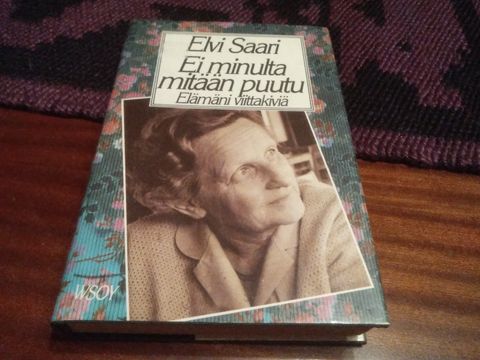 Elvi Saari
Ei minulta
mitään puutu
Elämäni viittakiviä
WSOY